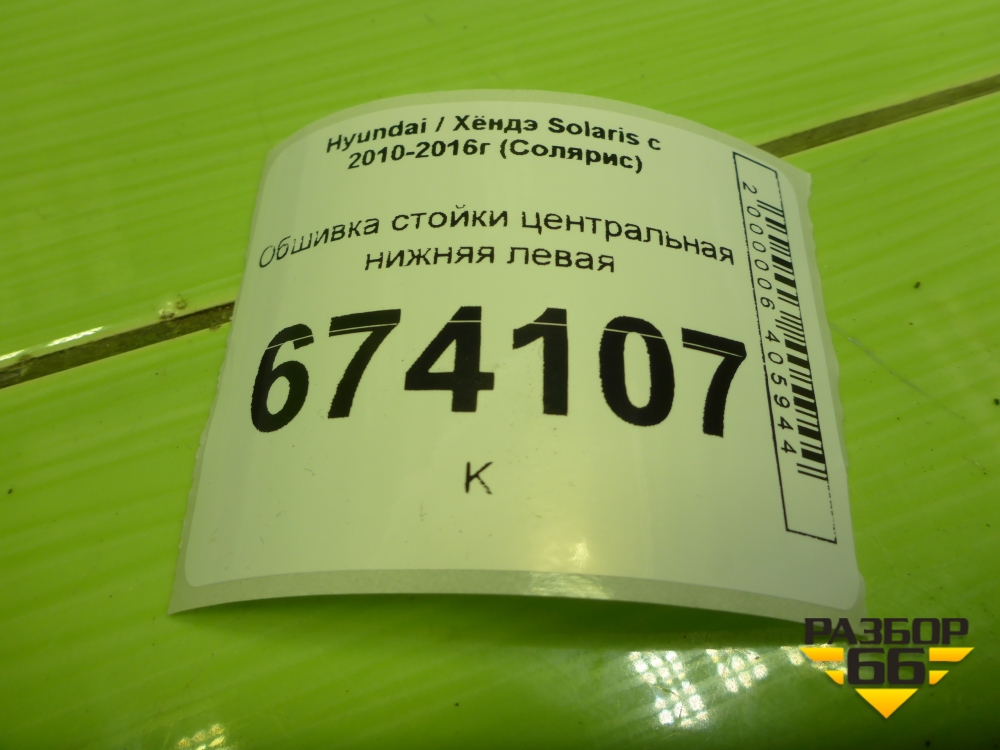 Hyundai / Хёндэ Solaris с
2010-2016г (Солярис)
Обшивка стойки центральная
нижняя левая
674107
К
2000006405944
РАЗБОР
66